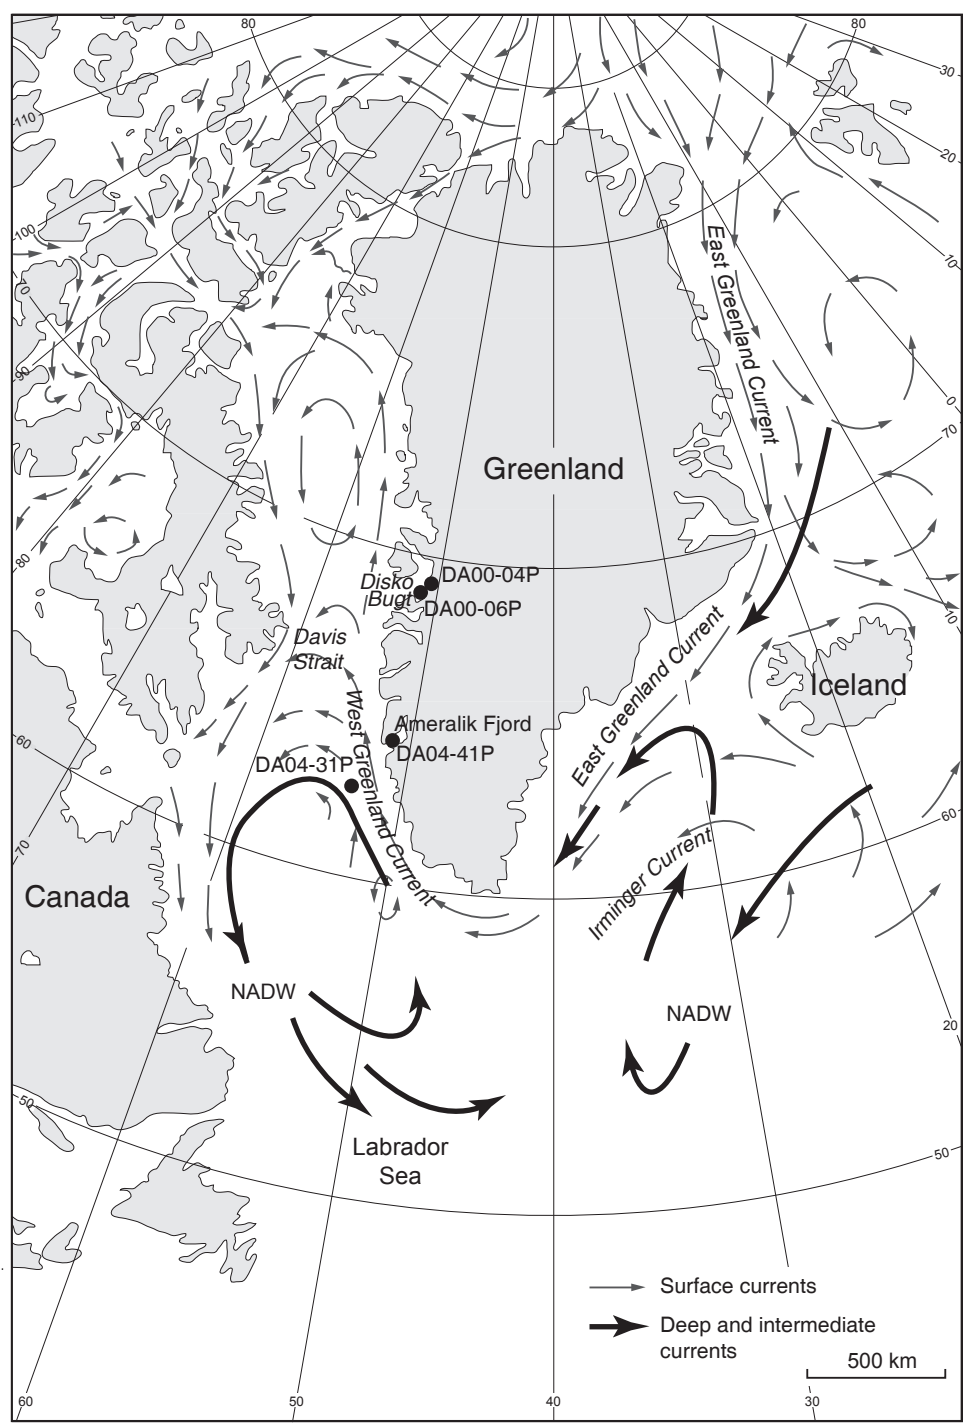 80
80
30
110
20
100
10
70
90
0
70
East Greenland Current
Greenland
80
DA00-04P
Disko
Bugt
DA00-06P
10
Davis
Strait
East Greenland Current
Iceland
West Greenland Current
Ameralik Fjord
60
DA04-41P
DA04-31P
60
70
Irminger Current
Canada
NADW
NADW
20
50
Labrador
Sea
50
Surface currents
Deep and intermediate
currents
500 km
60
50
40
30